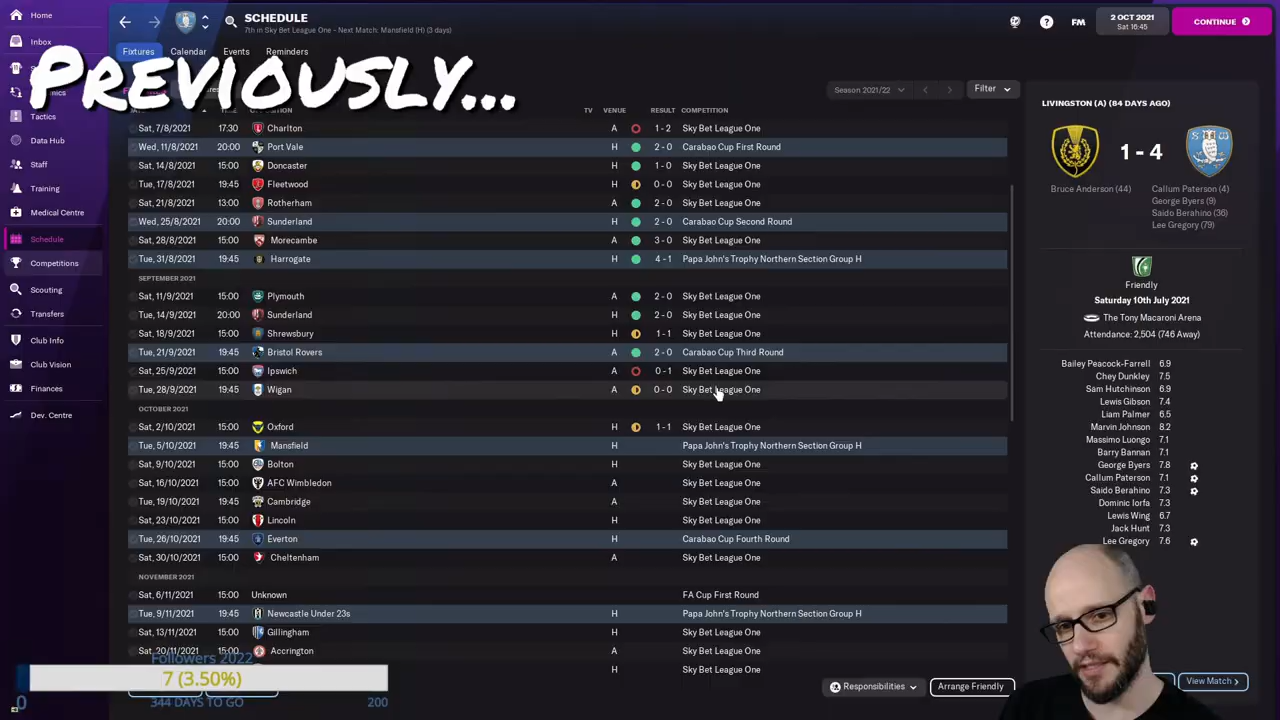 Home
SCHEDULE
7th in Sky Bet League One - Next Match: Mansfield (H) (3 days)
FM
2 OCT 2021
Sat 16:45
CONTINUE
Inbox
Fixtures
Calendar
Events
Reminders
PREVIOUSLY...
Tactics
Data Hub
Staff
Training
Medical Centre
Schedule
Competitions
Scouting
Transfers
Club Info
Club Vision
Finances
Dev. Centre
Season 2021/22
Filter
TV VENUE RESULT COMPETITION
Sat, 7/8/2021 17:30 Charlton A 1 - 2 Sky Bet League One
Wed, 11/8/2021 20:00 Port Vale H 2 - 0 Carabao Cup First Round
Sat, 14/8/2021 15:00 Doncaster H 1 - 0 Sky Bet League One
Tue, 17/8/2021 19:45 Fleetwood H 0 - 0 Sky Bet League One
Sat, 21/8/2021 13:00 Rotherham A 2 - 0 Sky Bet League One
Wed, 25/8/2021 20:00 Sunderland H 2 - 0 Carabao Cup Second Round
Sat, 28/8/2021 15:00 Morecambe A 3 - 0 Sky Bet League One
Tue, 31/8/2021 19:45 Harrogate H 4 - 1 Papa John's Trophy Northern Section Group H
SEPTEMBER 2021
Sat, 11/9/2021 15:00 Plymouth A 2 - 0 Sky Bet League One
Tue, 14/9/2021 20:00 Sunderland H 2 - 0 Sky Bet League One
Sat, 18/9/2021 15:00 Shrewsbury H 1 - 1 Sky Bet League One
Tue, 21/9/2021 19:45 Bristol Rovers A 2 - 0 Carabao Cup Third Round
Sat, 25/9/2021 15:00 Ipswich A 0 - 1 Sky Bet League One
Tue, 28/9/2021 19:45 Wigan A 0 - 0 Sky Bet League One
OCTOBER 2021
Sat, 2/10/2021 15:00 Oxford H 1 - 1 Sky Bet League One
Tue, 5/10/2021 19:45 Mansfield H Papa John's Trophy Northern Section Group H
Sat, 9/10/2021 15:00 Bolton H Sky Bet League One
Sat, 16/10/2021 15:00 AFC Wimbledon A Sky Bet League One
Tue, 19/10/2021 19:45 Cambridge A Sky Bet League One
Sat, 23/10/2021 15:00 Lincoln H Sky Bet League One
Tue, 26/10/2021 19:45 Everton H Carabao Cup Fourth Round
Sat, 30/10/2021 15:00 Cheltenham A Sky Bet League One
NOVEMBER 2021
Sat, 6/11/2021 15:00 Unknown FA Cup First Round
Tue, 9/11/2021 19:45 Newcastle Under 23s H Papa John's Trophy Northern Section Group H
Sat, 13/11/2021 15:00 Gillingham H Sky Bet League One
Sat, 20/11/2021 15:00 Accrington A Sky Bet League One
H Sky Bet League One
Responsibilities
Arrange Friendly
View Match
LIVINGSTON (A) (84 DAYS AGO)
1 - 4
Bruce Anderson (44)
Callum Paterson (4)
George Byers (9)
Saido Berahino (36)
Lee Gregory (79)
Friendly
Saturday 10th July 2021
The Tony Macaroni Arena
Attendance: 2,504 (746 Away)
Bailey Peacock-Farrell 6.9
Chey Dunkley 7.5
Sam Hutchinson 6.9
Lewis Gibson 7.4
Liam Palmer 6.5
Marvin Johnson 8.2
Massimo Luongo 7.1
Barry Bannan 7.1
George Byers 7.8
Callum Paterson 7.1
Saido Berahino 7.3
Dominic Iorfa 7.3
Lewis Wing 6.7
Jack Hunt 7.3
Lee Gregory 7.6
Followers 2022
7 (3.50%)
0 344 DAYS TO GO 200